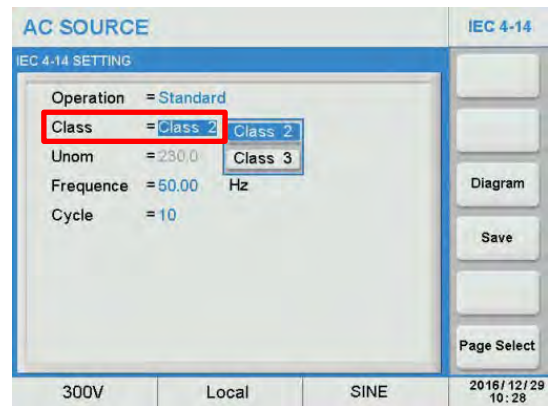 AC SOURCE
IEC 4-14
IEC 4-14 SETTING
Operation = Standard
Class = Class 2
Class 2
Class 3
Unom = 230.0
Frequence = 50.00 Hz
Cycle = 10
Diagram
Save
Page Select
300V
Local
SINE
2016/12/29
10:28